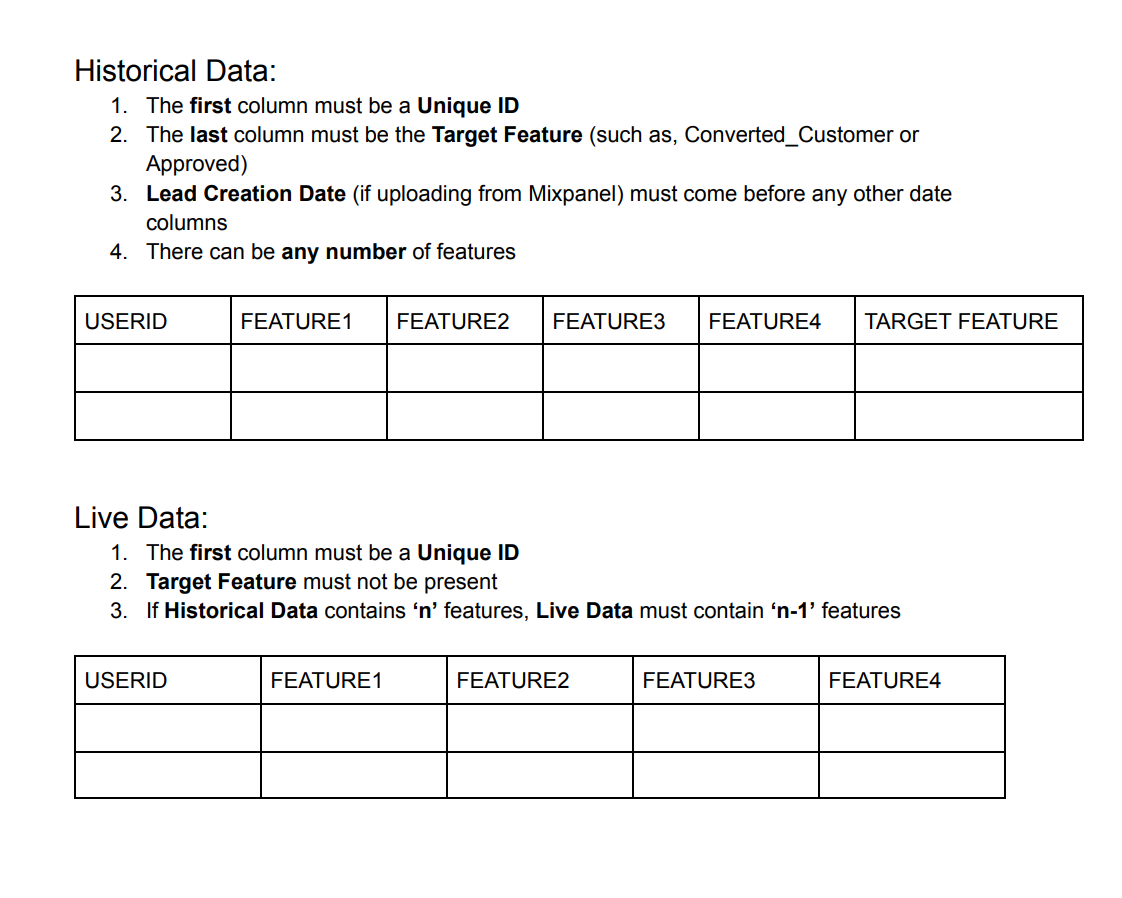 Historical Data:
1. The first column must be a Unique ID
2. The last column must be the Target Feature (such as, Converted_Customer or
Approved)
3. Lead Creation Date (if uploading from Mixpanel) must come before any other date
columns
4. There can be any number of features
USERID FEATURE1 FEATURE2 FEATURE3 FEATURE4 TARGET FEATURE
Live Data:
1. The first column must be a Unique ID
2. Target Feature must not be present
3. If Historical Data contains ‘n’ features, Live Data must contain ‘n-1’ features
USERID FEATURE1 FEATURE2 FEATURE3 FEATURE4